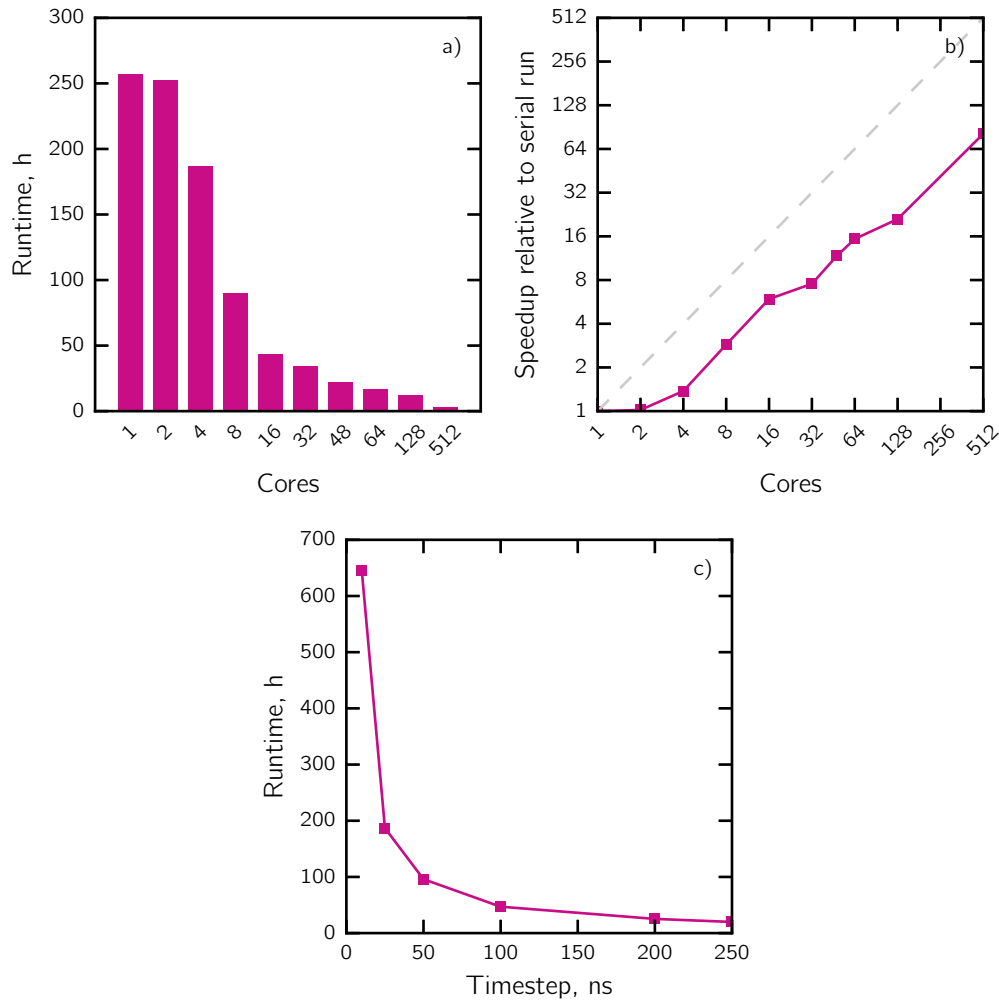 a)
300
250
200
150
100
50
0
Runtime, h
1 2 4 8 16 32 48 64 128 512
Cores
b)
512
256
128
64
32
16
8
4
2
1
Speedup relative to serial run
1 2 4 8 16 32 64 128 256 512
Cores
c)
700
600
500
400
300
200
100
0
Runtime, h
0 50 100 150 200 250
Timestep, ns